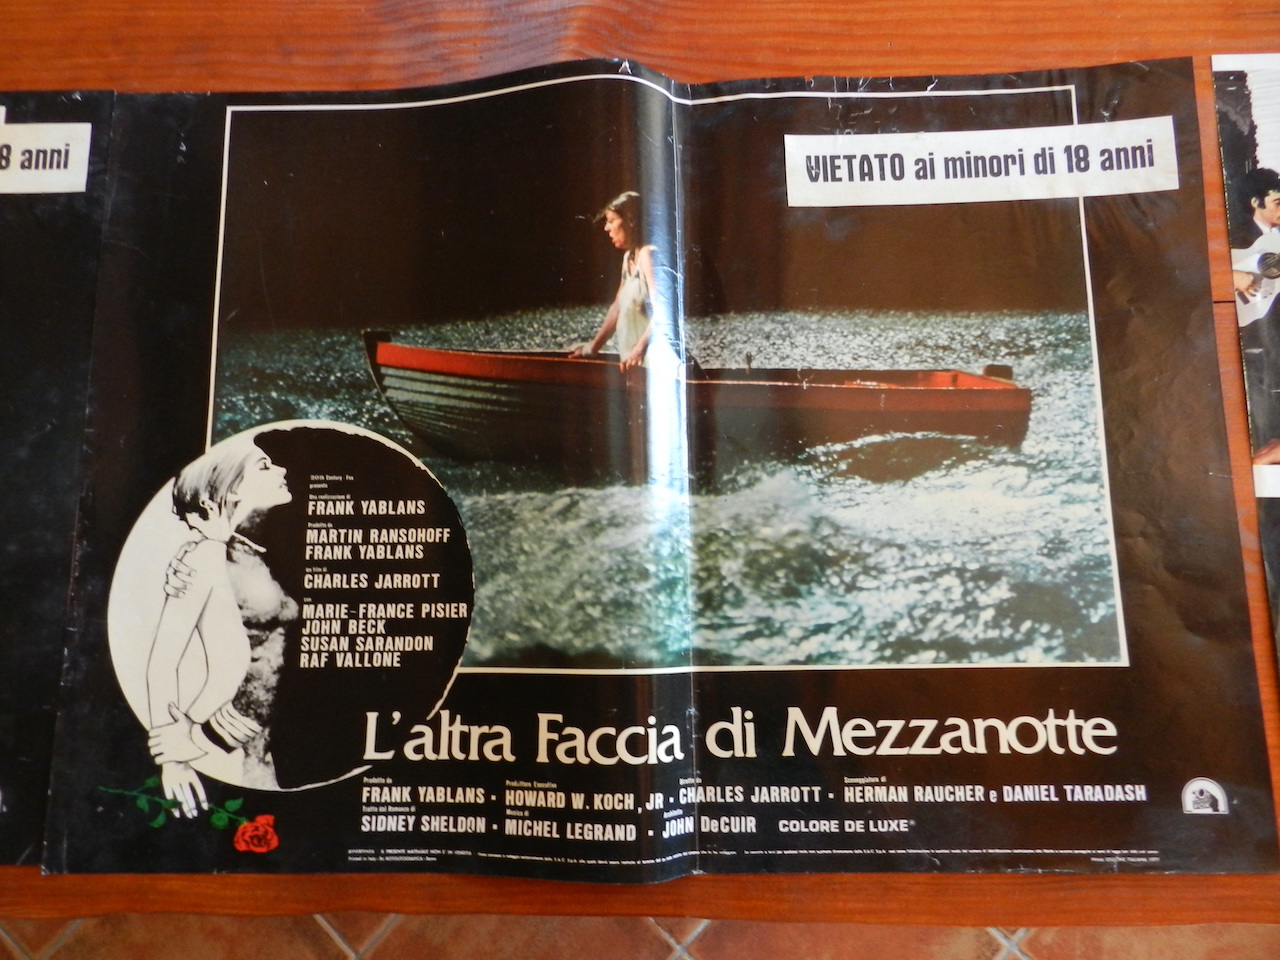 8 anni
VIETATO ai minori di 18 anni
presenta
Una realizzazione di
FRANK YABLANS
Prodotto da
MARTIN RANSOHOFF
FRANK YABLANS
un film di
CHARLES JARROTT
con
MARIE-FRANCE PISIER
JOHN BECK
SUSAN SARANDON
RAF VALLONE
L'altra Faccia di Mezzanotte
Prodotto da Produttore Esecutivo Diretto da Sceneggiatura di
FRANK YABLANS • HOWARD W. KOCH, JR • CHARLES JARROTT • HERMAN RAUCHER e DANIEL TARADASH
Tratto dal Romanzo di Musica di Architetto
SIDNEY SHELDON • MICHEL LEGRAND • JOHN DeCUIR COLORE DE LUXE®